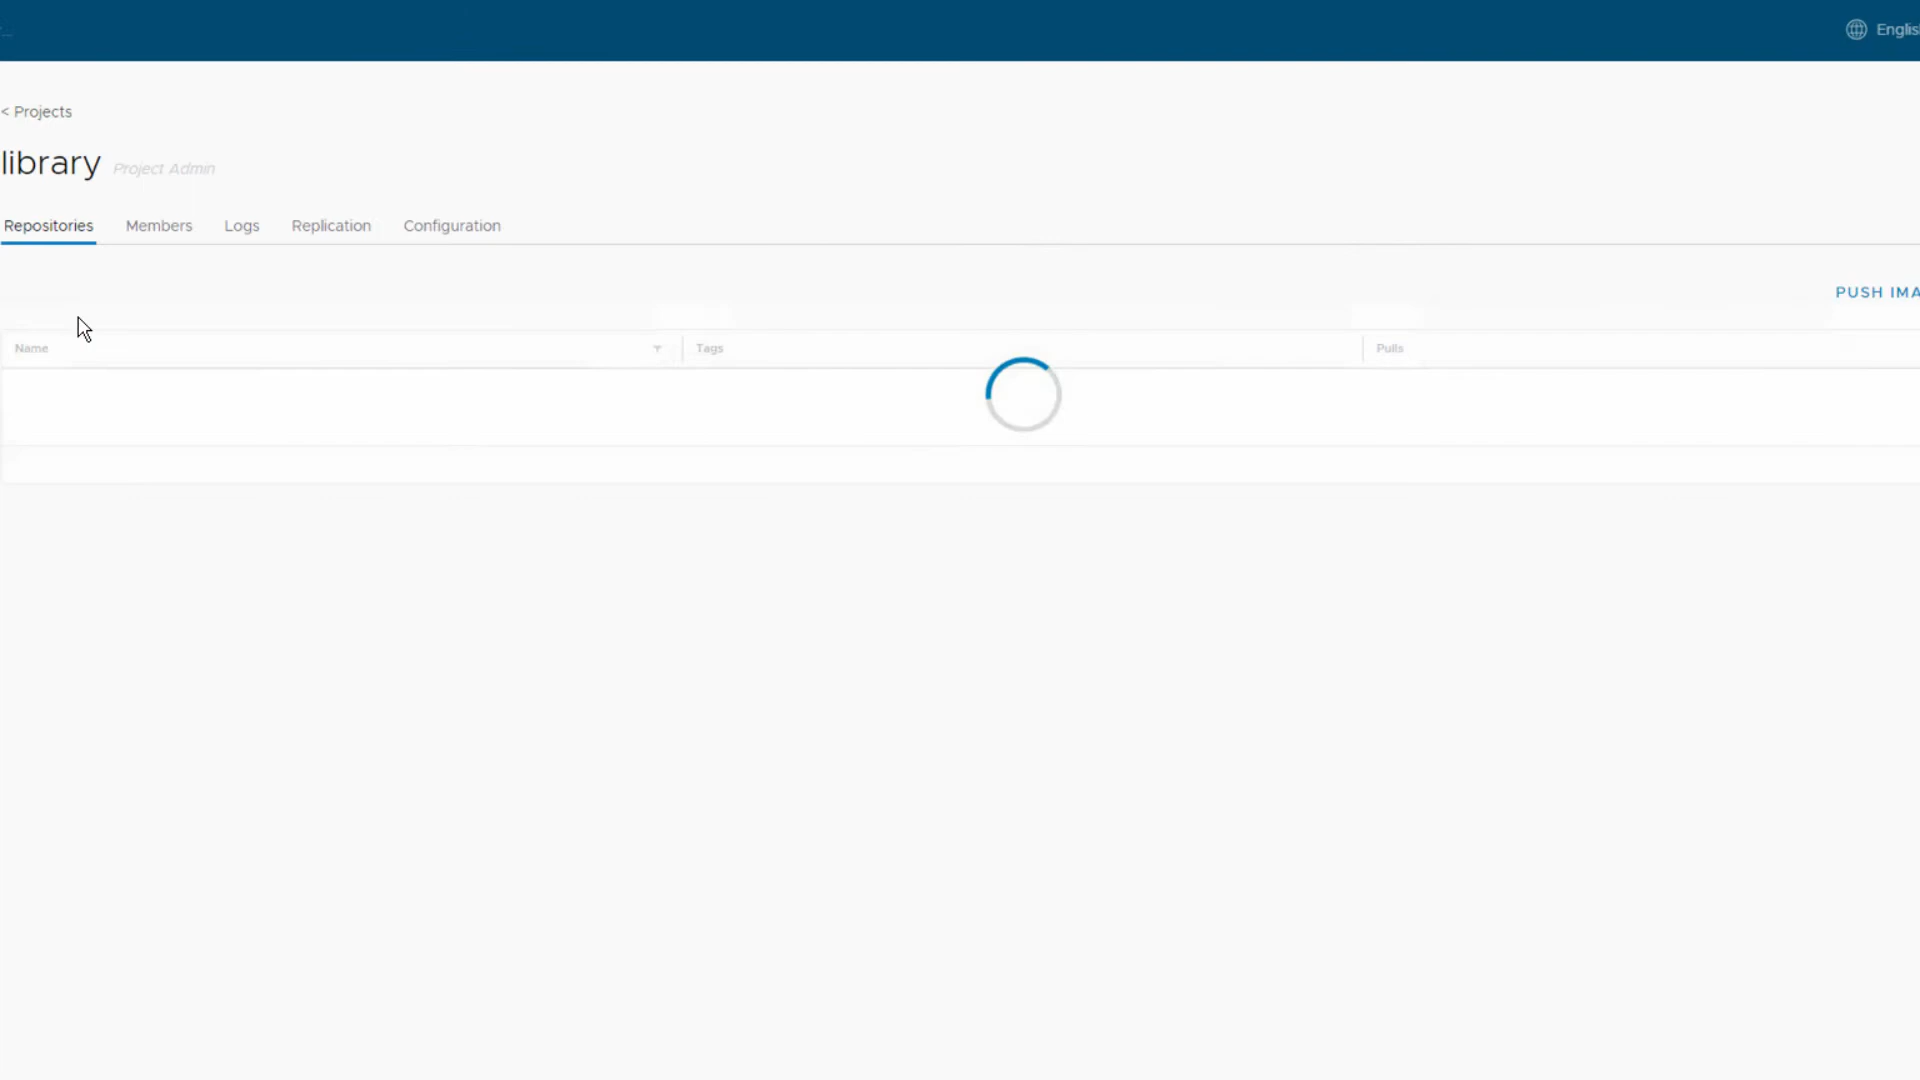 Englis
< Projects
library Project Admin
Repositories Members Logs Replication Configuration
PUSH IMA
Name Tags Pulls